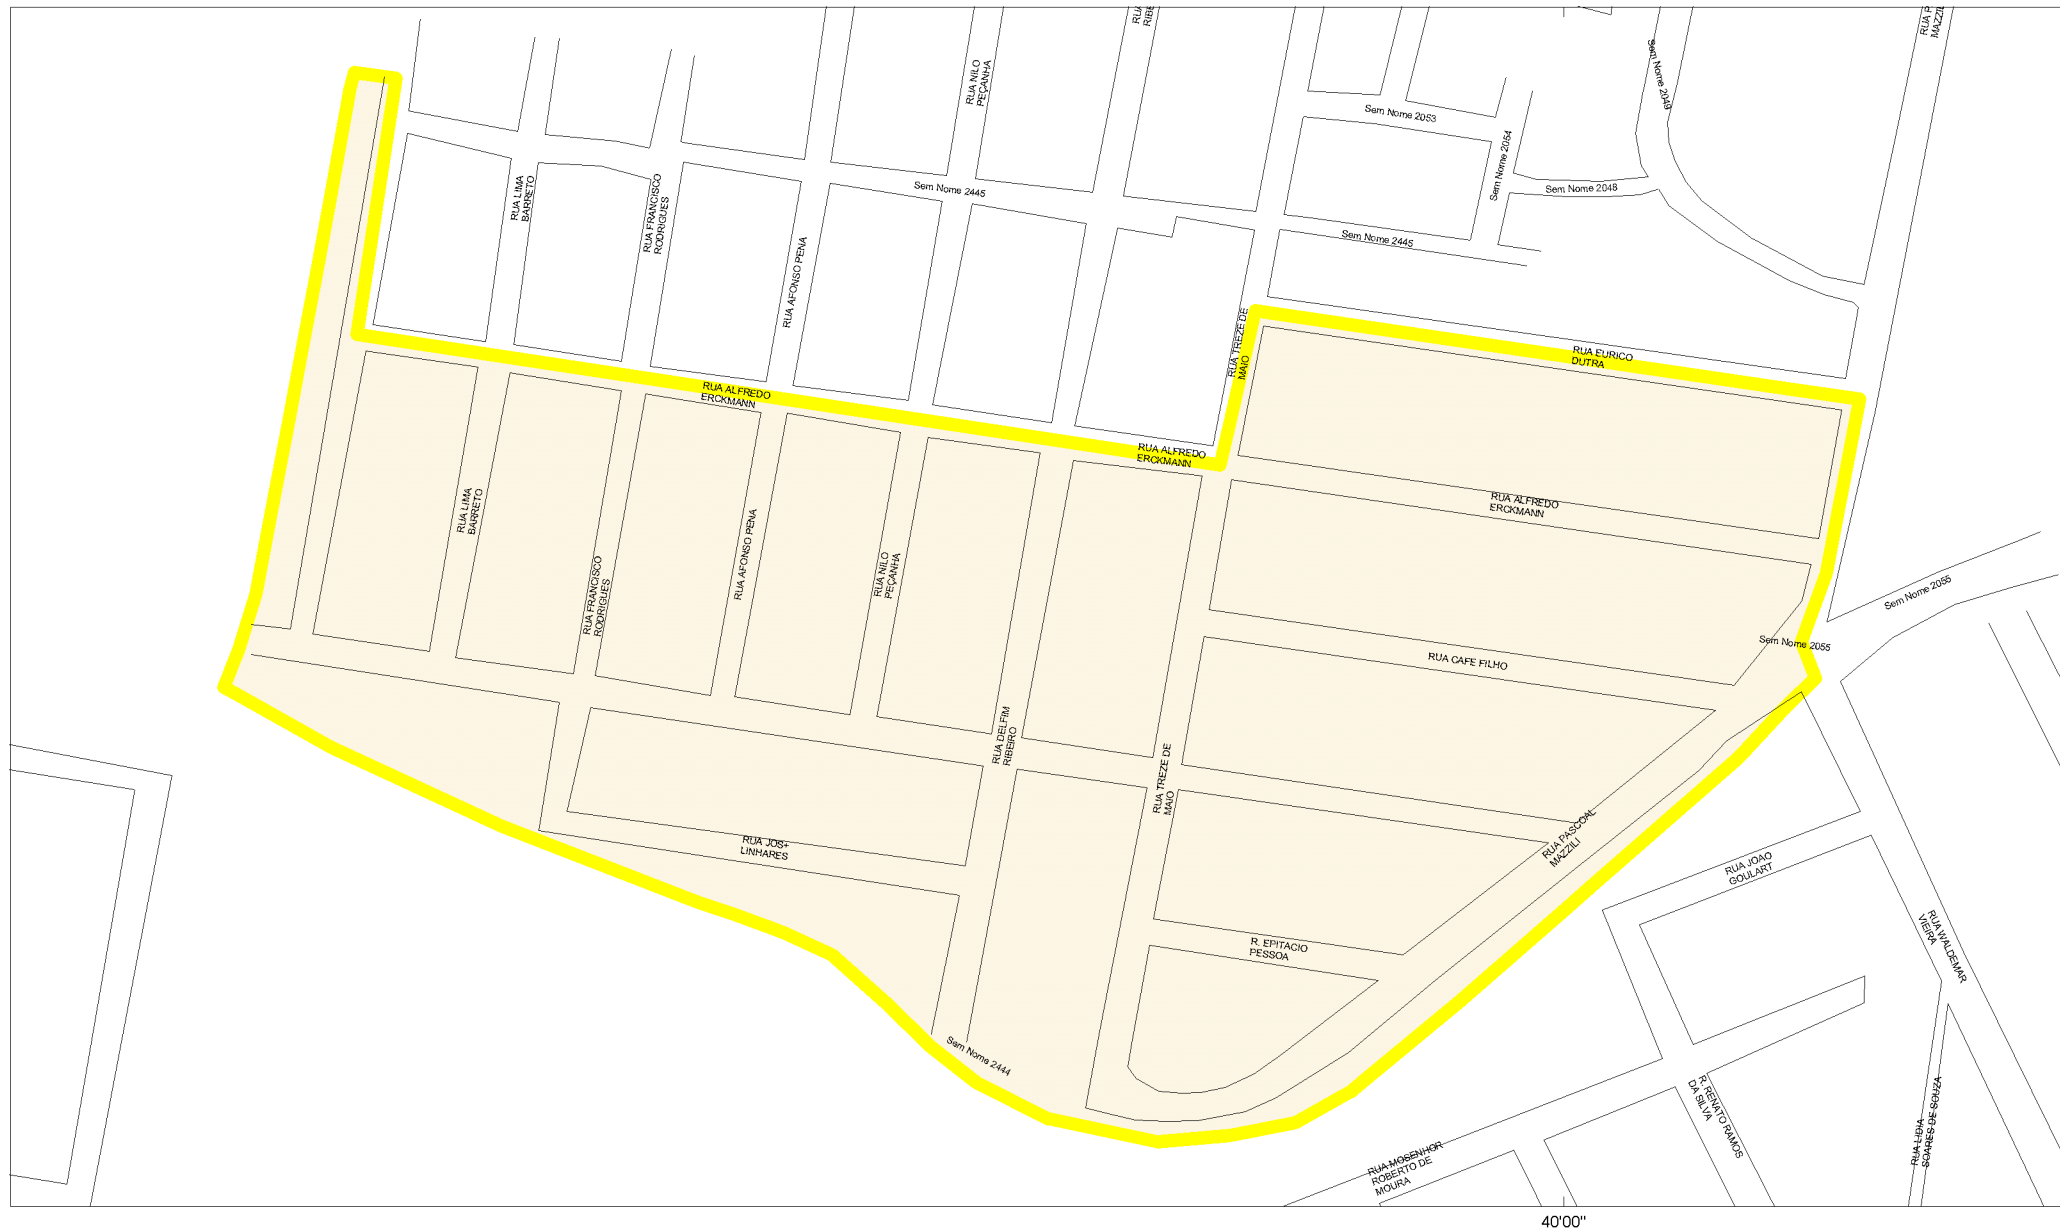 RUA NILO
PEÇANHA
Sem Nome 2049
Sem Nome 2053
Sem Nome 2054
Sem Nome 2048
Sem Nome 2445
Sem Nome 2445
RUA LIMA
BARRETO
RUA FRANCISCO
RODRIGUES
RUA AFONSO PENA
RUA TREZE DE
MAIO
RUA EURICO
DUTRA
RUA ALFREDO
ERCKMANN
RUA ALFREDO
ERCKMANN
RUA ALFREDO
ERCKMANN
RUA LIMA
BARRETO
RUA FRANCISCO
RODRIGUES
RUA AFONSO PENA
RUA NILO
PEÇANHA
Sem Nome 2055
Sem Nome 2055
RUA CAFE FILHO
RUA DELFIM
RIBEIRO
RUA TREZE DE
MAIO
RUA JOS+
LINHARES
RUA PASCOAL
MAZZILI
RUA JOAO
GOULART
RUA WALDEMAR
VIEIRA
R. EPITACIO
PESSOA
Sem Nome 2444
R. RENATO RAMOS
DA SILVA
RUA LIDIA
SOARES DE SOUZA
RUA MOSENHOR
ROBERTO DE
MOURA
40'00"